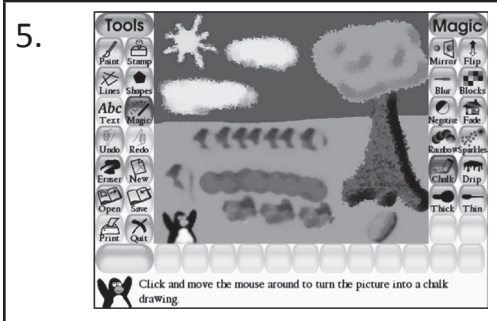 5.
Tools
Magic
Paint Stamp
Mirror Flip
Lines Shapes
Blur Blocks
Abc
Text Magic
Negative Fade
Undo Redo
Rainbow Sparkles
Eraser New
Chalk Drip
Open Save
Thick Thin
Print Quit
Click and move the mouse around to turn the picture into a chalk
drawing.